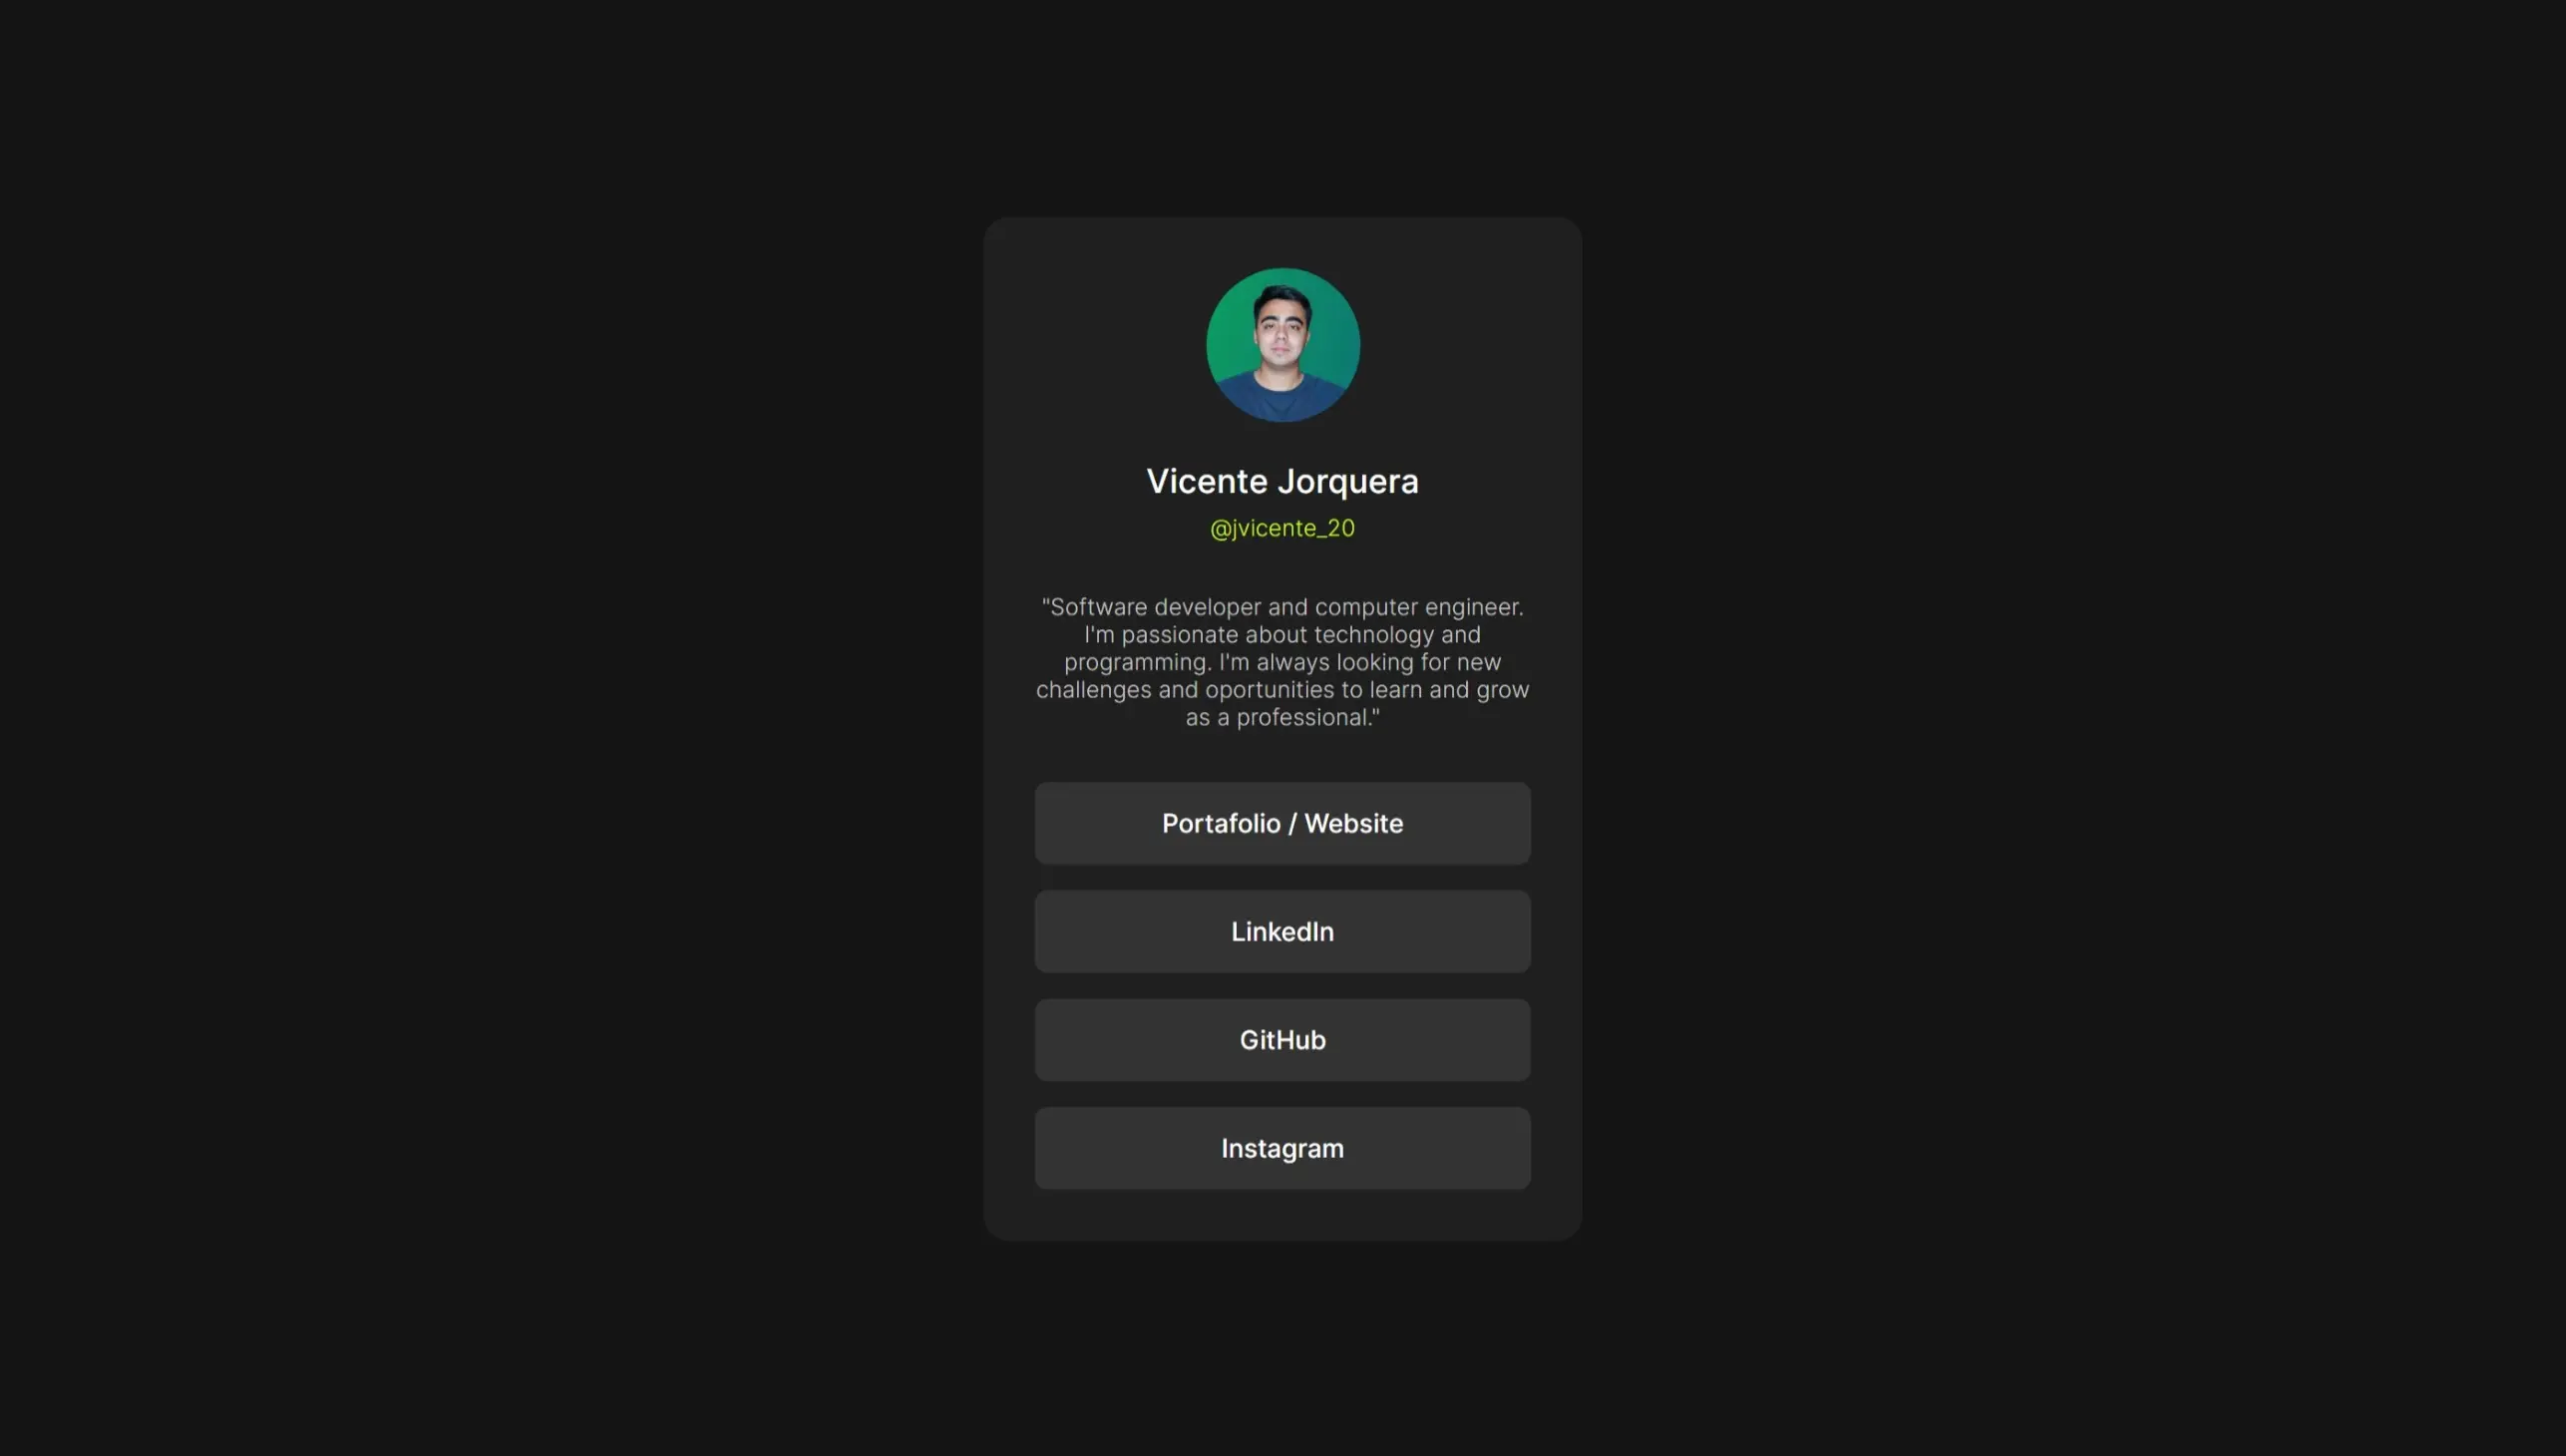 Vicente Jorquera
@jvicente_20
"Software developer and computer engineer.
I'm passionate about technology and
programming. I'm always looking for new
challenges and oportunities to learn and grow
as a professional."
Portafolio / Website
LinkedIn
GitHub
Instagram